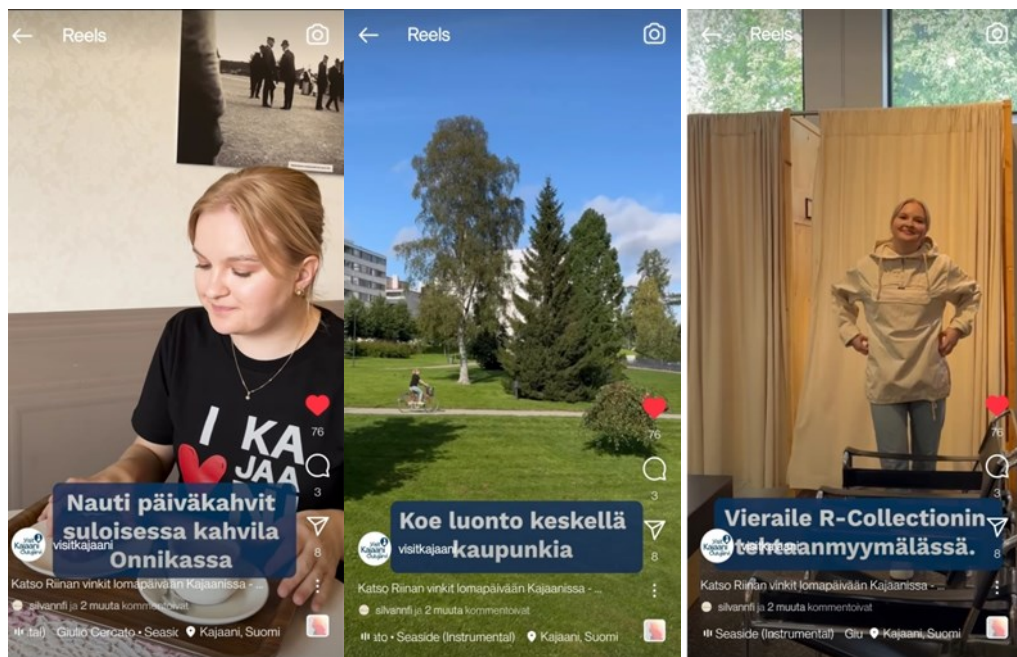 Reels
I KA
JAA
76
3
8
Nauti päiväkahvit
suloisessa kahvila
Onnikassa
visitkajaani
Katso Riinan vinkit lomapäivään Kajaanissa - ...
silvannfi ja 2 muuta kommentoivat
tai) Giulio Cercato • Seasic Kajaani, Suomi
Reels
76
3
8
Koe luonto keskellä
kaupunkia
visitkajaani
Katso Riinan vinkit lomapäivään Kajaanissa - ...
silvannfi ja 2 muuta kommentoivat
ato • Seaside (Instrumental) Kajaani, Suomi
Reels
76
3
8
Vieraile R-Collectionin
visitkajaani
Katso Riinan vinkit lomapäivään Kajaanissa - ...
silvannfi ja 2 muuta kommentoivat
Seaside (Instrumental) Giu Kajaani, Suomi